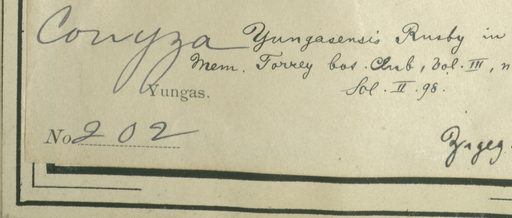 Conyza Yungasensis Rusby in
Mem. Torrey bot. Club, Vol. III, n
Yungas. Sol. II. 98.
No 202